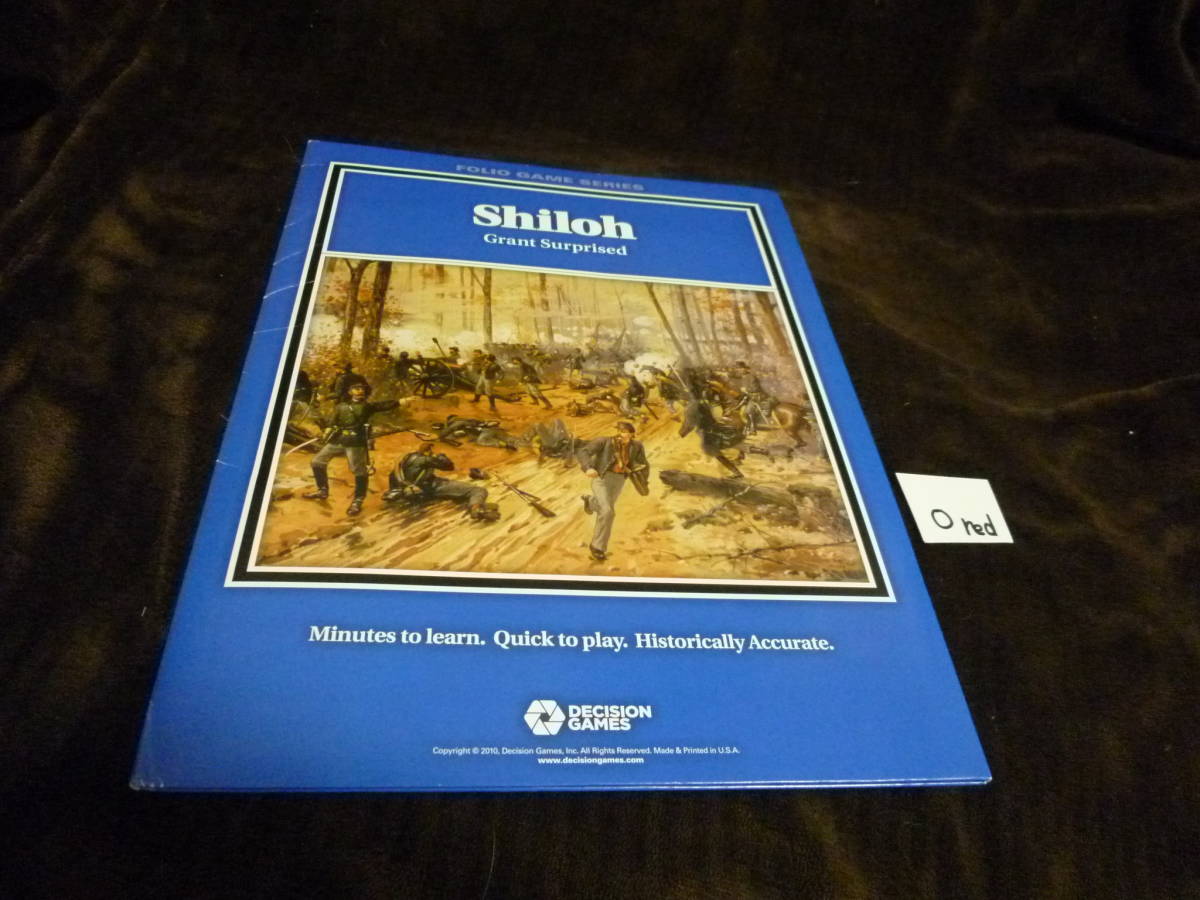 FOLIO GAME SERIES
Shiloh
Grant Surprised
O red
Minutes to learn. Quick to play. Historically Accurate.
DECISION
GAMES
Copyright © 2010, Decision Games, Inc. All Rights Reserved. Made & Printed in U.S.A.
www.decisiongames.com